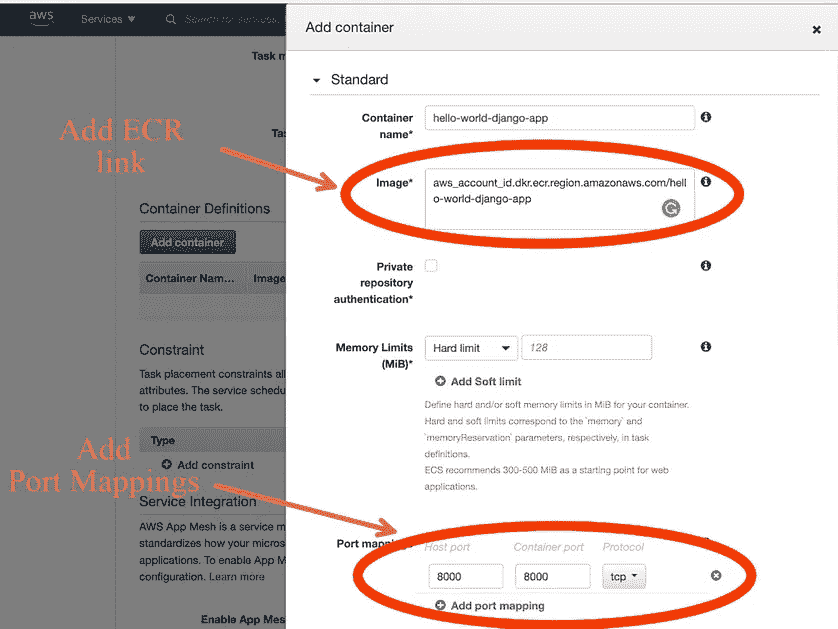 aws
Services
Search for services,
Add container
Task m
Standard
Container
name*
hello-world-django-app
Add ECR
link
Tas
Image*
aws_account_id.dkr.ecr.region.amazonaws.com/hell
o-world-django-app
Container Definitions
Add container
Container Nam...
Image
Private
repository
authentication*
Memory Limits
(MiB)*
Hard limit
128
Add Soft limit
Define hard and/or soft memory limits in MiB for your container.
Hard and soft limits correspond to the `memory` and
`memoryReservation` parameters, respectively, in task
definitions.
ECS recommends 300-500 MiB as a starting point for web
applications.
Constraint
Task placement constraints all
attributes. The service schedu
to place the task.
Type
Add constraint
Add
Port Mappings
Service Integration
AWS App Mesh is a service m
standardizes how your micros
applications. To enable App M
configuration. Learn more
Enable App Mes
Port mappings
Host port
Container port
Protocol
8000
8000
tcp
Add port mapping